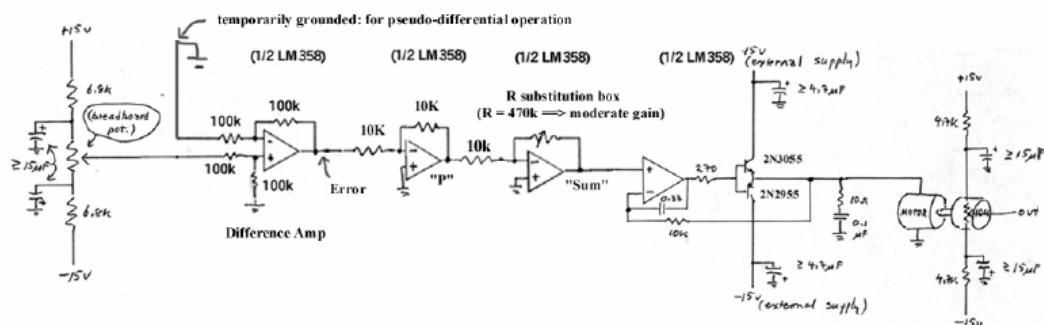 temporarily grounded: for pseudo-differential operation
+15v
6.8k
(breadboard
pot.)
≥15μF
6.8k
-15v
(1/2 LM358)
100k
100k
100k
100k
-
+
Error
Difference Amp
(1/2 LM358)
10K
10K
"P"
(1/2 LM358)
R substitution box
(R = 470k ==> moderate gain)
10k
"Sum"
(1/2 LM358)
+
-
0.33
10k
270
+15v
(external supply)
≥4.7μF
2N3055
2N2955
≥4.7μF
-15v
(external supply)
10Ω
0.1
μF
MOTOR
+15v
4.7K
≥15μF
out
4.7K
≥15μF
-15v